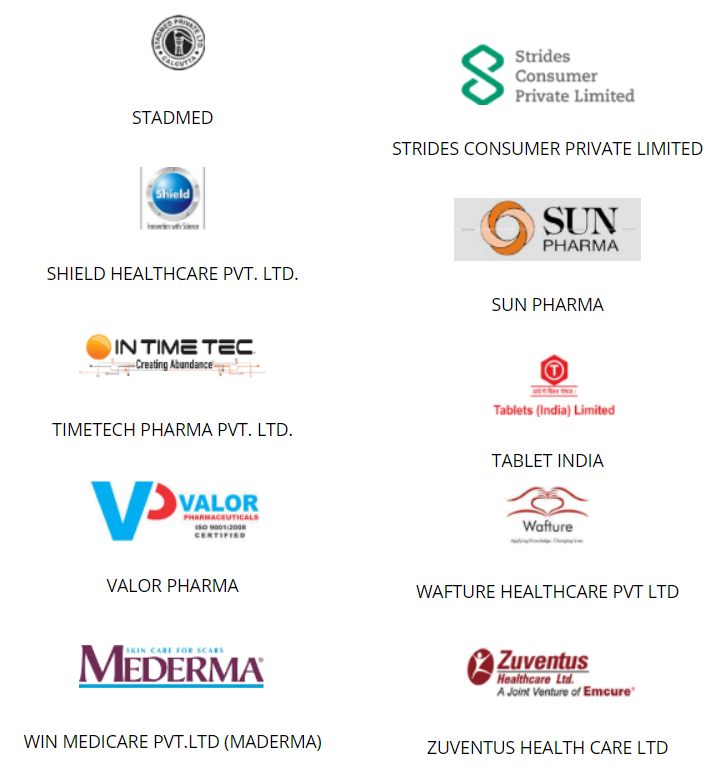 STADMED PRIVATE LTD.
CALCUTTA
STADMED
Strides
Consumer
Private Limited
STRIDES CONSUMER PRIVATE LIMITED
Shield
Innovation with Science
SHIELD HEALTHCARE PVT. LTD.
SUN
PHARMA
SUN PHARMA
IN TIME TEC
Creating Abundance
TIMETECH PHARMA PVT. LTD.
T
Tablets (India) Limited
TABLET INDIA
VP VALOR
PHARMACEUTICALS
ISO 9001:2008
CERTIFIED
VALOR PHARMA
Wafture
Applying Knowledge, Changing Lives
WAFTURE HEALTHCARE PVT LTD
SKIN CARE FOR SCARS
MEDERMA®
WIN MEDICARE PVT.LTD (MADERMA)
Zuventus
Healthcare Ltd.
A Joint Venture of Emcure®
ZUVENTUS HEALTH CARE LTD